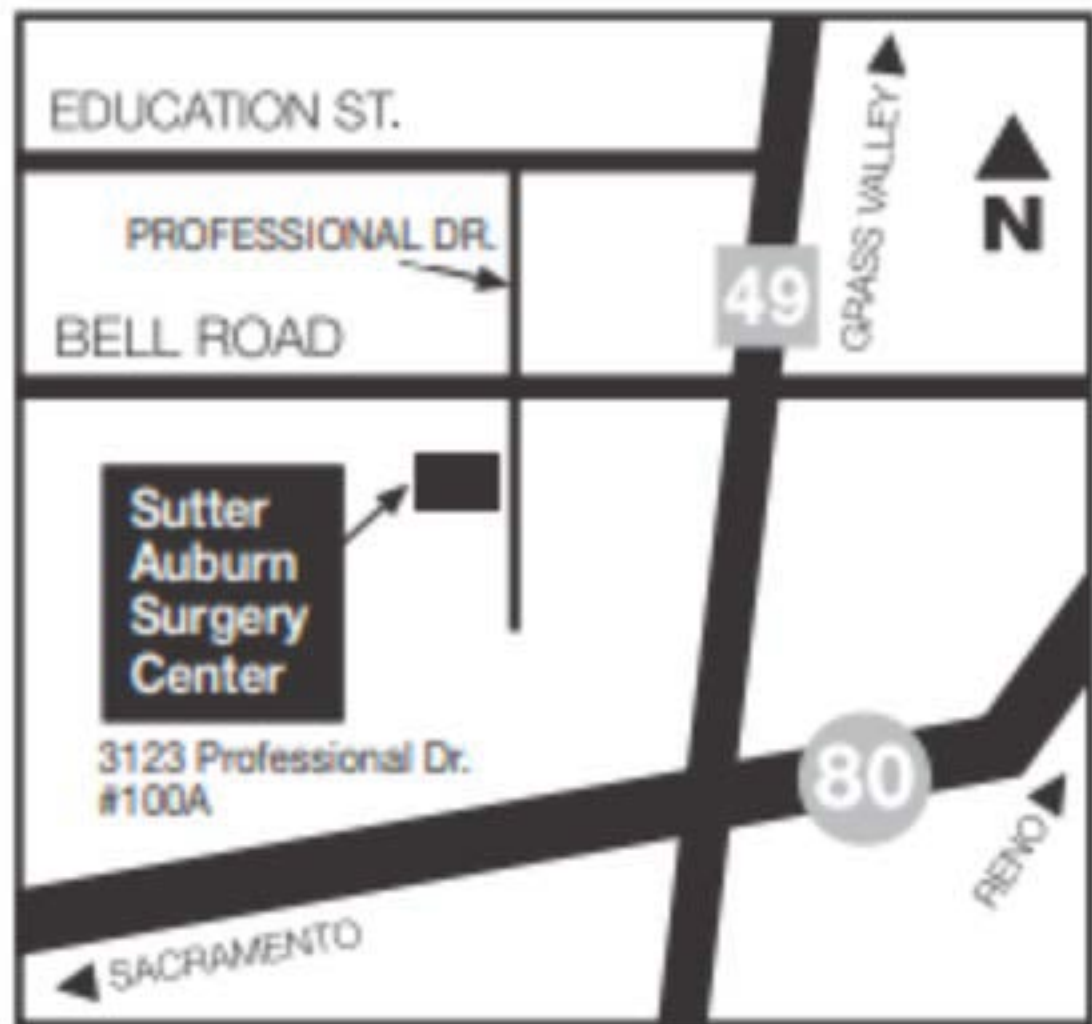 EDUCATION ST.
PROFESSIONAL DR.
BELL ROAD
49
GRASS VALLEY
N
Sutter
Auburn
Surgery
Center
3123 Professional Dr.
#100A
80
RENO
SACRAMENTO